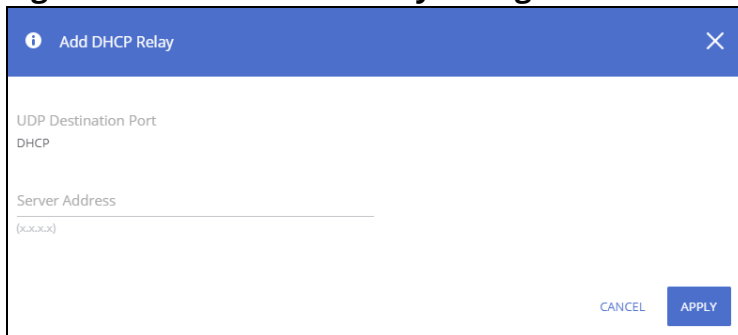 Add DHCP Relay
UDP Destination Port
DHCP
Server Address
(x.x.x.x)
CANCEL APPLY